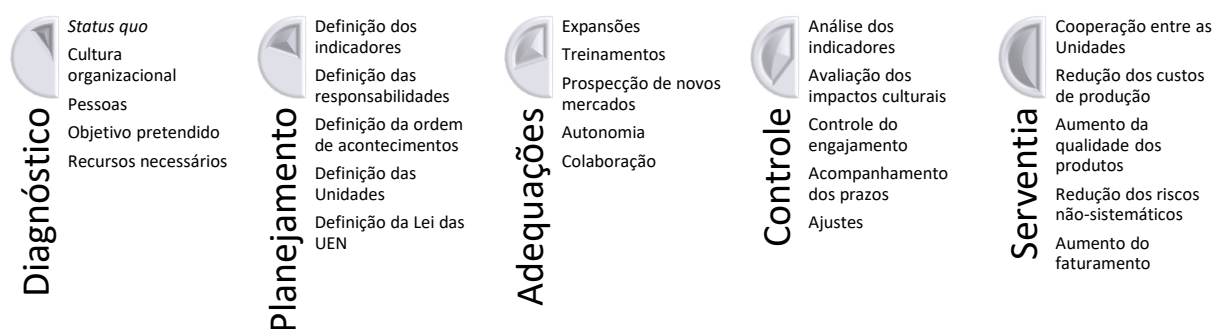 Diagnóstico
Status quo
Cultura
organizacional
Pessoas
Objetivo pretendido
Recursos necessários
Planejamento
Definição dos
indicadores
Definição das
responsabilidades
Definição da ordem
de acontecimentos
Definição das
Unidades
Definição da Lei das
UEN
Adequações
Expansões
Treinamentos
Prospecção de novos
mercados
Autonomia
Colaboração
Controle
Análise dos
indicadores
Avaliação dos
impactos culturais
Controle do
engajamento
Acompanhamento
dos prazos
Ajustes
Serventia
Cooperação entre as
Unidades
Redução dos custos
de produção
Aumento da
qualidade dos
produtos
Redução dos riscos
não-sistemáticos
Aumento do
faturamento